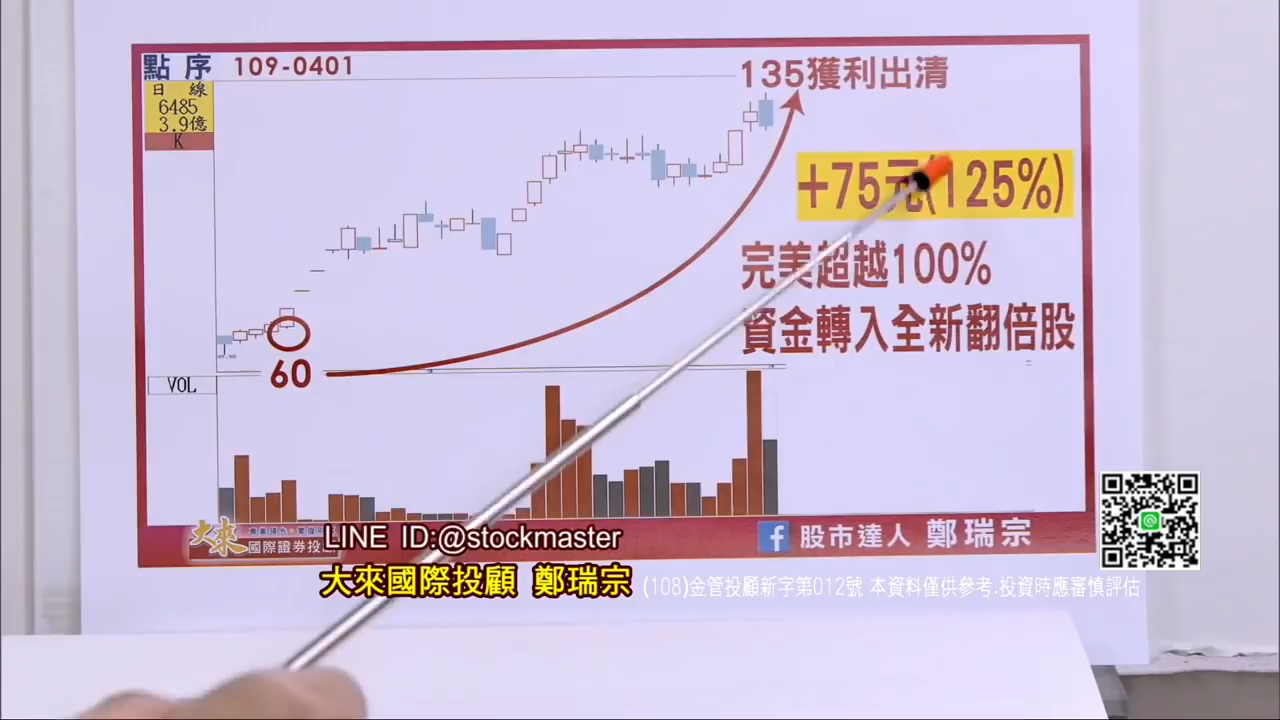 點序 109-0401
日 線
6485
3.9億
K
135獲利出清
+75元(125%)
完美超越100%
資金轉入全新翻倍股
60
VOL
大來
國際證券投顧
股市達人 鄭瑞宗
LINE ID:@stockmaster
大來國際投顧 鄭瑞宗 (108)金管投顧新字第012號 本資料僅供參考.投資時應審慎評估